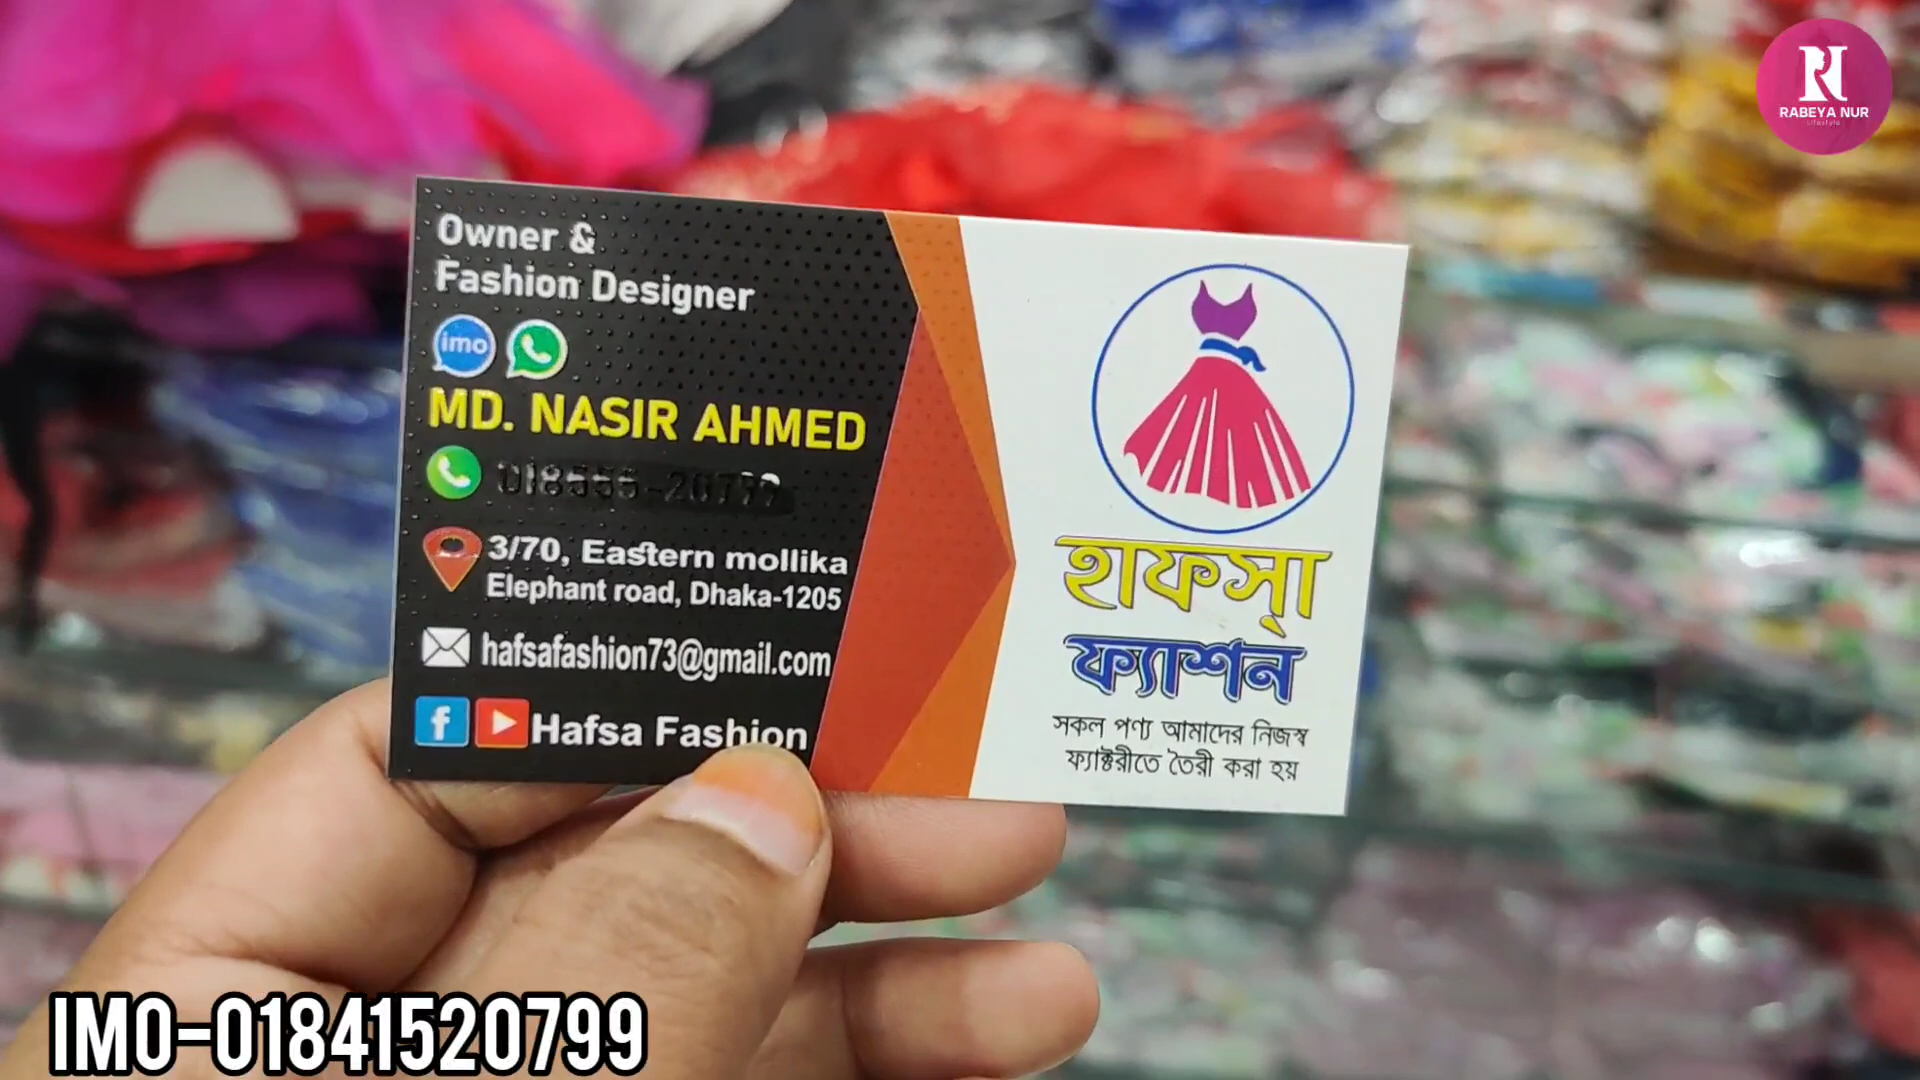 RABEYA NUR
Lifestyle
Owner &
Fashion Designer
imo
MD. NASIR AHMED
3/70, Eastern mollika
Elephant road, Dhaka-1205
hafsafashion73@gmail.com
Hafsa Fashion
হাফসা
ফ্যাশন
সকল পণ্য আমাদের নিজস্ব
ফ্যাক্টরীতে তৈরী করা হয়
IMO-01841520799